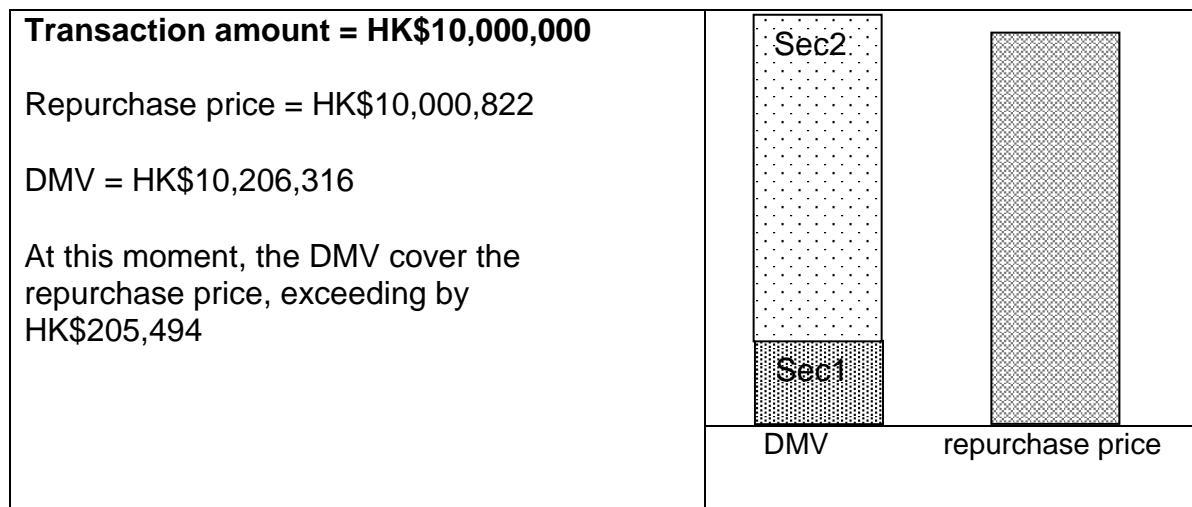 Transaction amount = HK$10,000,000
Repurchase price = HK$10,000,822
DMV = HK$10,206,316
At this moment, the DMV cover the
repurchase price, exceeding by
HK$205,494
Sec2
Sec1
DMV
repurchase price